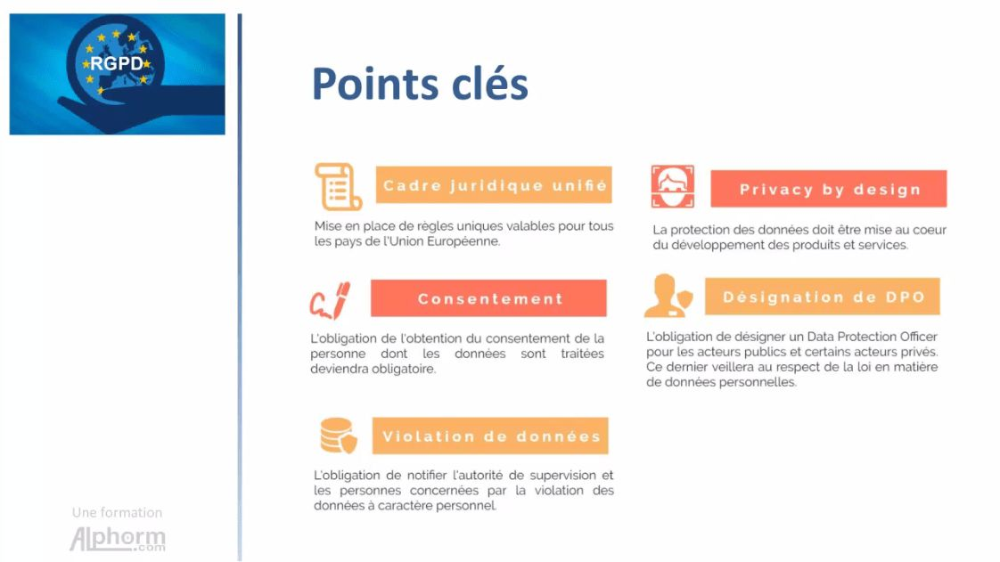 RGPD
Points clés
Cadre juridique unifié
Mise en place de règles uniques valables pour tous
les pays de l'Union Européenne.
Privacy by design
La protection des données doit être mise au coeur
du développement des produits et services.
Consentement
L'obligation de l'obtention du consentement de la
personne dont les données sont traitées
deviendra obligatoire.
Désignation de DPO
L'obligation de désigner un Data Protection Officer
pour les acteurs publics et certains acteurs privés.
Ce dernier veillera au respect de la loi en matière
de données personnelles.
Violation de données
L'obligation de notifier l'autorité de supervision et
les personnes concernées par la violation des
données à caractère personnel.
Une formation
Alphorm
.com